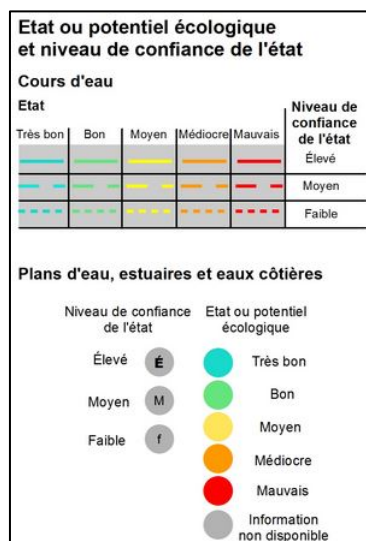 Etat ou potentiel écologique
et niveau de confiance de l'état
Cours d'eau
Etat
Niveau de
confiance
de l'état
Très bon Bon Moyen Médiocre Mauvais
Élevé
Moyen
Faible
Plans d'eau, estuaires et eaux côtières
Niveau de confiance
de l'état
Etat ou potentiel
écologique
Élevé É Très bon
Bon
Moyen M
Moyen
Faible f
Médiocre
Mauvais
Information
non disponible